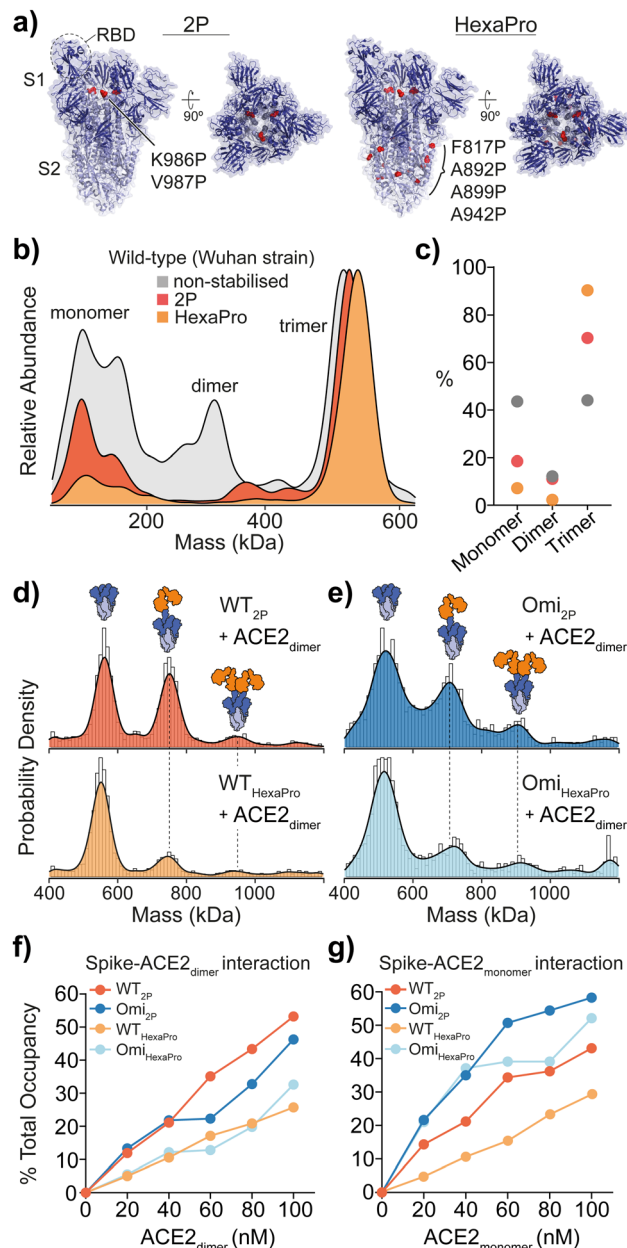 a)
2P
HexaPro
RBD
S1
S2
90º
90º
K986P
V987P
F817P
A892P
A899P
A942P
b)
Wild-type (Wuhan strain)
non-stabilised
2P
HexaPro
monomer
dimer
trimer
Relative Abundance
200
400
600
Mass (kDa)
c)
100
80
60
40
20
0
%
Monomer
Dimer
Trimer
d)
WT2P
+ ACE2dimer
WTHexaPro
+ ACE2dimer
Probability Density
400
600
800
1000
Mass (kDa)
e)
Omi2P
+ ACE2dimer
OmiHexaPro
+ ACE2dimer
400
600
800
1000
Mass (kDa)
f)
Spike-ACE2dimer interaction
WT2P
Omi2P
WTHexaPro
OmiHexaPro
% Total Occupancy
60
50
40
30
20
10
0
0
20
40
60
80
100
ACE2dimer (nM)
g)
Spike-ACE2monomer interaction
WT2P
Omi2P
WTHexaPro
OmiHexaPro
60
50
40
30
20
10
0
0
20
40
60
80
100
ACE2monomer (nM)